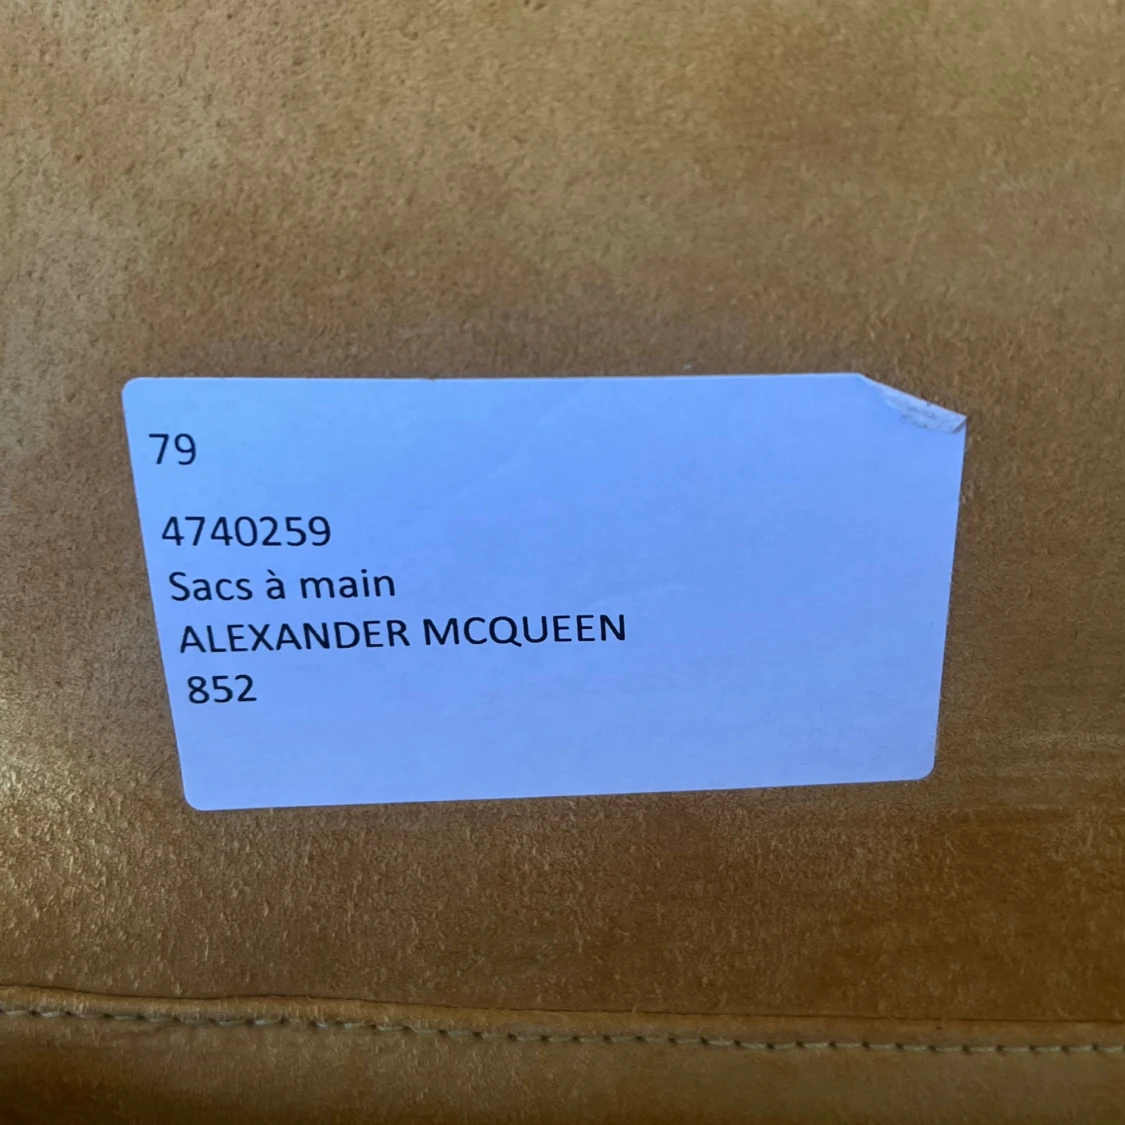 79
4740259
Sacs à main
ALEXANDER MCQUEEN
852